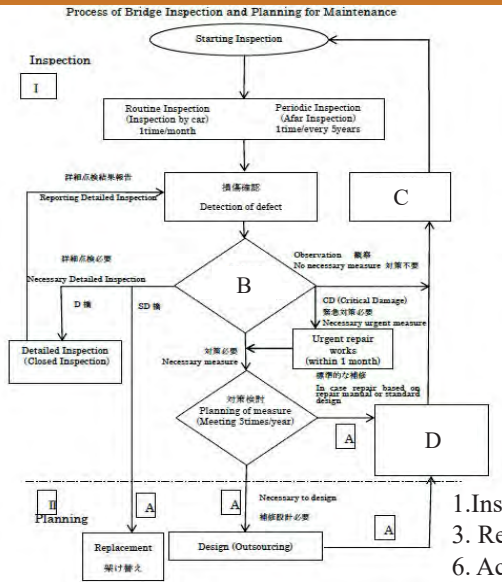 Process of Bridge Inspection and Planning for Maintenance
Starting Inspection
Inspection
I
Routine Inspection
(Inspection by car)
1time/month
Periodic Inspection
(Afar Inspection)
1time/every 5years
詳細点検結果報告
Reporting Detailed Inspection
損傷確認
Detection of defect
C
詳細点検必要
Necessary Detailed Inspection
D 橋
SD 橋
B
Observation 観察
No necessary measure 対策不要
CD (Critical Damage)
緊急対策必要
Necessary urgent measure
Detailed Inspection
(Closed Inspection)
対策必要
Necessary measure
Urgent repair
works
(within 1 month)
標準的な補修
In case repair based on
repair manual or standard
design
対策検討
Planning of measure
(Meeting 3times/year)
A
D
II
Planning
A
A
Necessary to design
補修設計必要
A
Replacement
架け替え
Design (Outsourcing)
1.Ins
3. Re
6. Ac